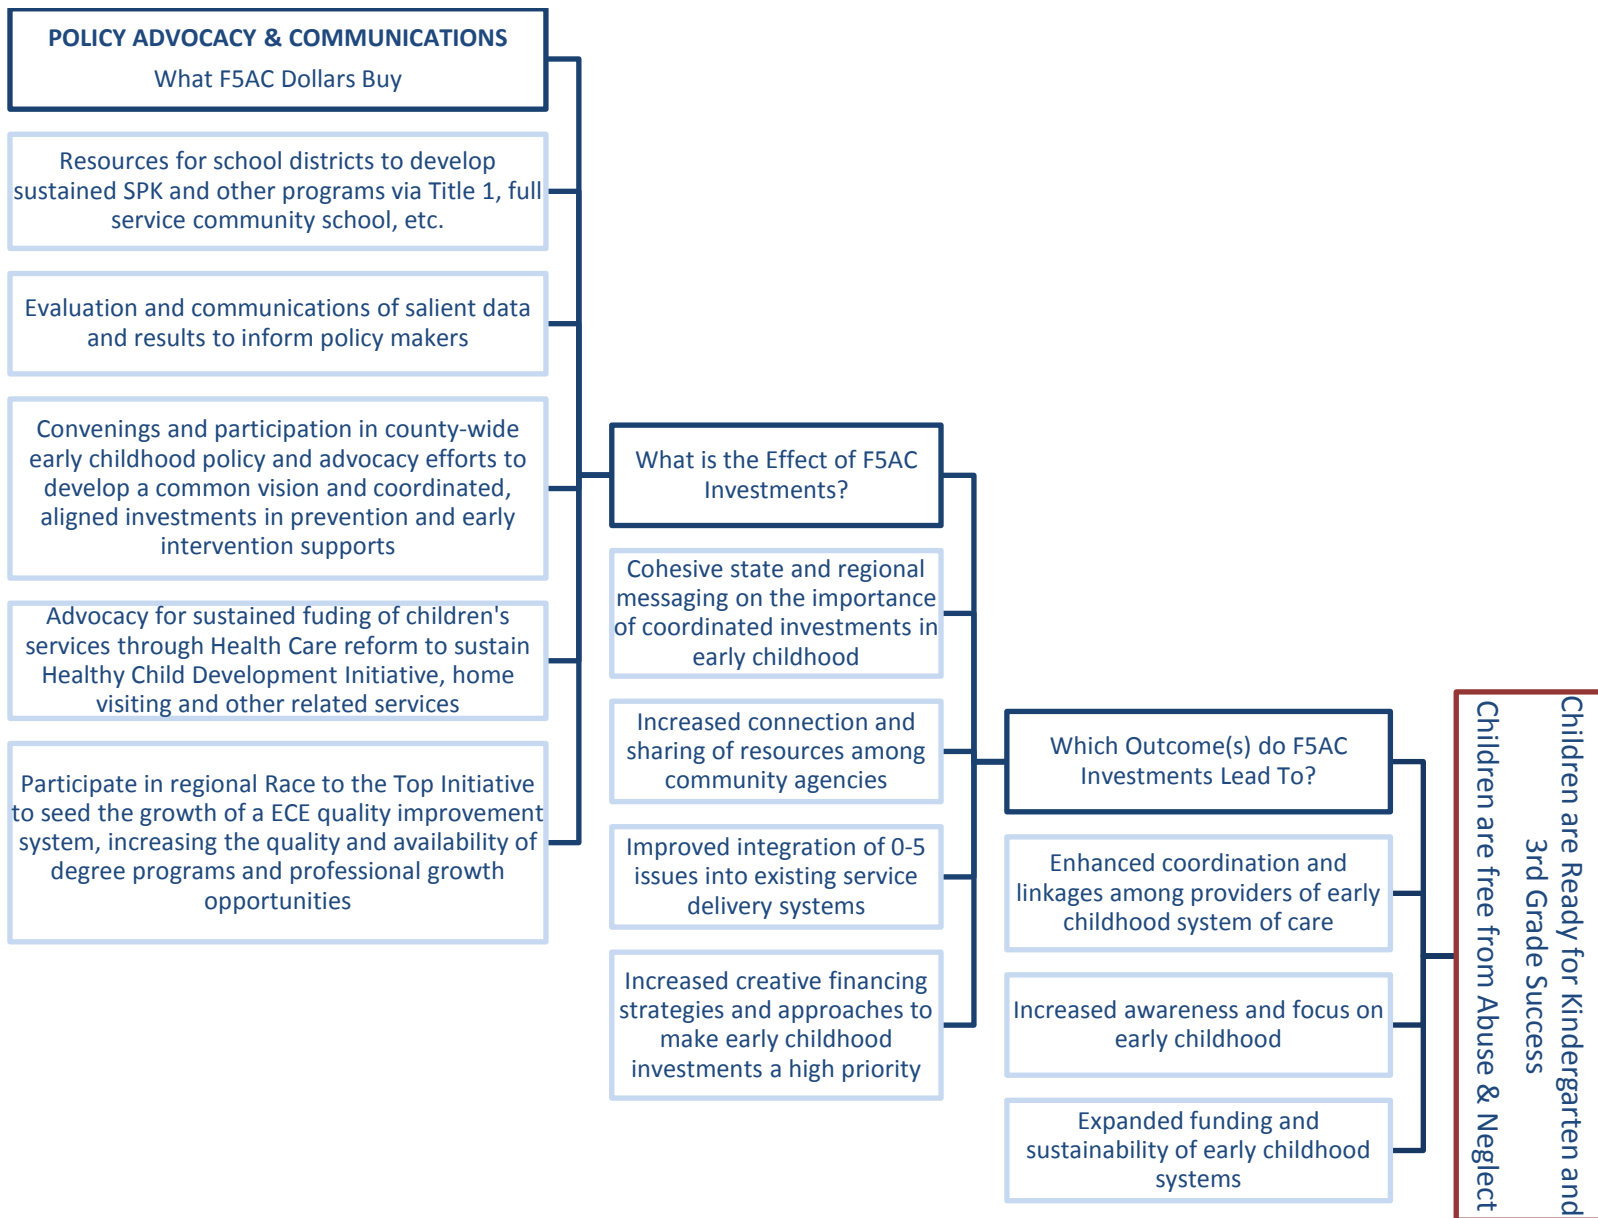 POLICY ADVOCACY & COMMUNICATIONS
What F5AC Dollars Buy
Resources for school districts to develop
sustained SPK and other programs via Title 1, full
service community school, etc.
Evaluation and communications of salient data
and results to inform policy makers
Convenings and participation in county-wide
early childhood policy and advocacy efforts to
develop a common vision and coordinated,
aligned investments in prevention and early
intervention supports
Advocacy for sustained fuding of children's
services through Health Care reform to sustain
Healthy Child Development Initiative, home
visiting and other related services
Participate in regional Race to the Top Initiative
to seed the growth of a ECE quality improvement
system, increasing the quality and availability of
degree programs and professional growth
opportunities
What is the Effect of F5AC
Investments?
Cohesive state and regional
messaging on the importance
of coordinated investments in
early childhood
Increased connection and
sharing of resources among
community agencies
Improved integration of 0-5
issues into existing service
delivery systems
Increased creative financing
strategies and approaches to
make early childhood
investments a high priority
Which Outcome(s) do F5AC
Investments Lead To?
Enhanced coordination and
linkages among providers of early
childhood system of care
Increased awareness and focus on
early childhood
Expanded funding and
sustainability of early childhood
systems
Children are Ready for Kindergarten and
3rd Grade Success
Children are free from Abuse & Neglect